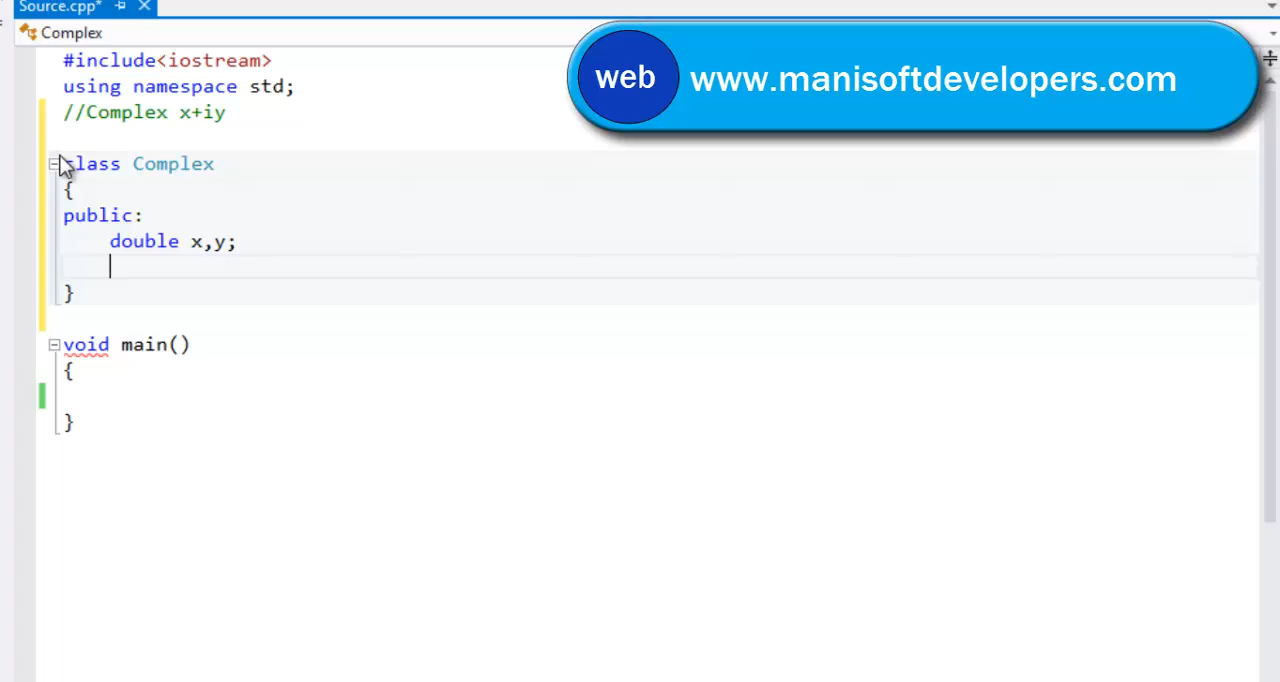 Source.cpp*
Complex
web www.manisoftdevelopers.com
#include<iostream>
using namespace std;
//Complex x+iy
class Complex
{
public:
double x,y;
}
void main()
{
}